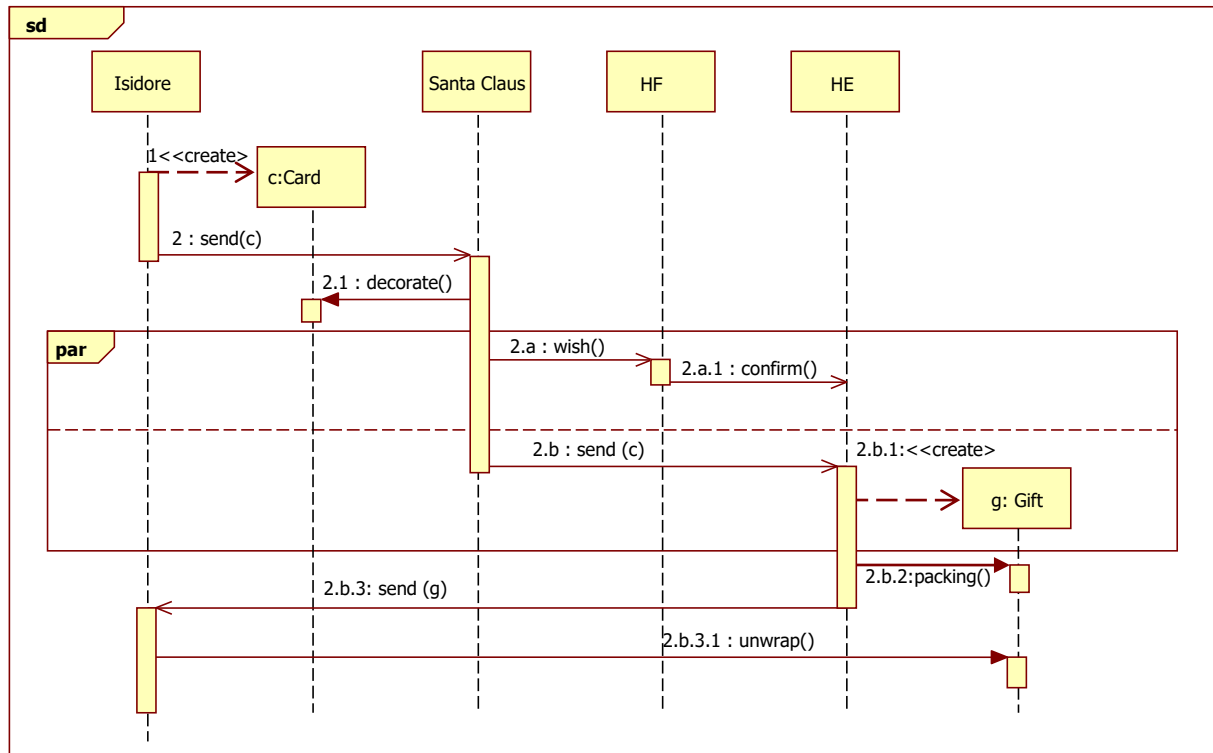 sd
Isidore
Santa Claus
HF
HE
1<<create>
c:Card
2 : send(c)
2.1 : decorate()
par
2.a : wish()
2.a.1 : confirm()
2.b : send (c)
2.b.1:<<create>
g: Gift
2.b.2:packing()
2.b.3: send (g)
2.b.3.1 : unwrap()